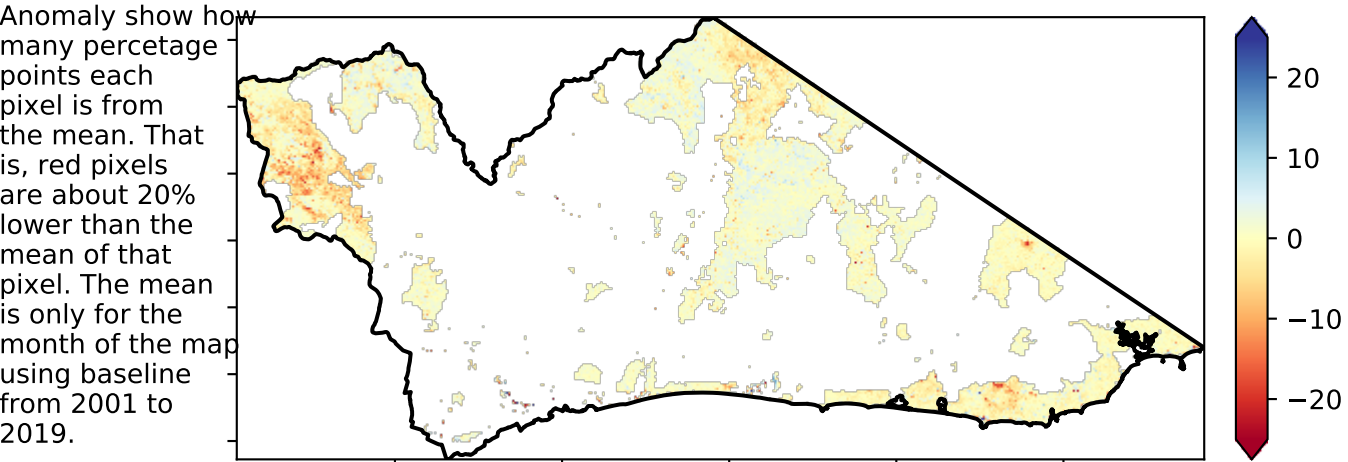 Anomaly show how
many percetage
points each
pixel is from
the mean. That
is, red pixels
are about 20%
lower than the
mean of that
pixel. The mean
is only for the
month of the map
using baseline
from 2001 to
2019.
20
10
0
−10
−20